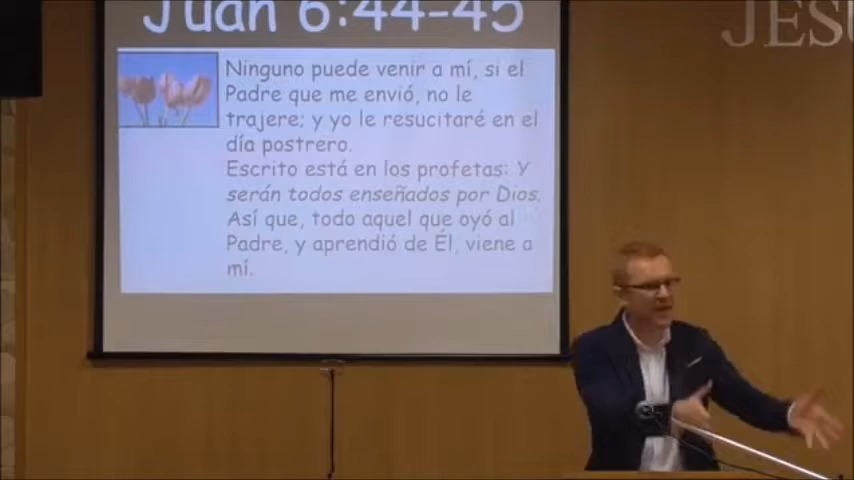 Juan 6:44-45
JESU
Ninguno puede venir a mí, si el
Padre que me envió, no le
trajere; y yo le resucitaré en el
día postrero.
Escrito está en los profetas: Y
serán todos enseñados por Dios.
Así que, todo aquel que oyó al
Padre, y aprendió de Él, viene a
mí.